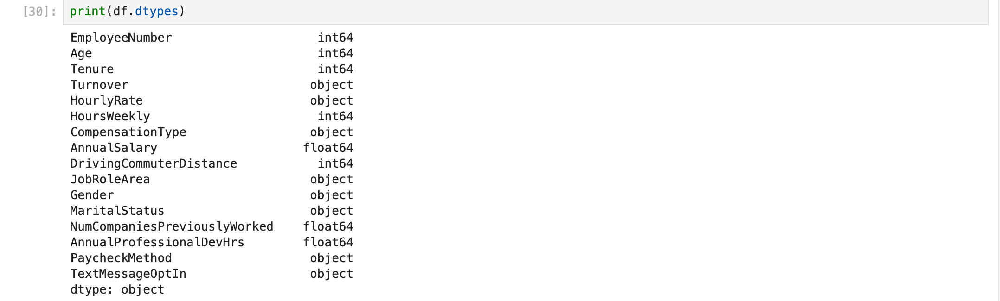 [30]: print(df.dtypes)
EmployeeNumber int64
Age int64
Tenure int64
Turnover object
HourlyRate object
HoursWeekly int64
CompensationType object
AnnualSalary float64
DrivingCommuterDistance int64
JobRoleArea object
Gender object
MaritalStatus object
NumCompaniesPreviouslyWorked float64
AnnualProfessionalDevHrs float64
PaycheckMethod object
TextMessageOptIn object
dtype: object